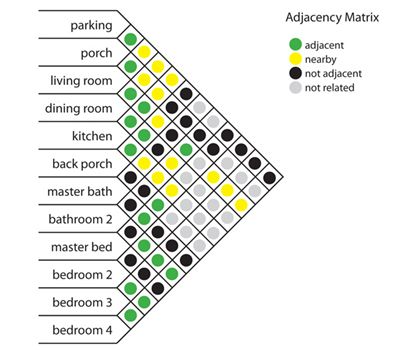 Adjacency Matrix
adjacent
nearby
not adjacent
not related
parking
porch
living room
dining room
kitchen
back porch
master bath
bathroom 2
master bed
bedroom 2
bedroom 3
bedroom 4